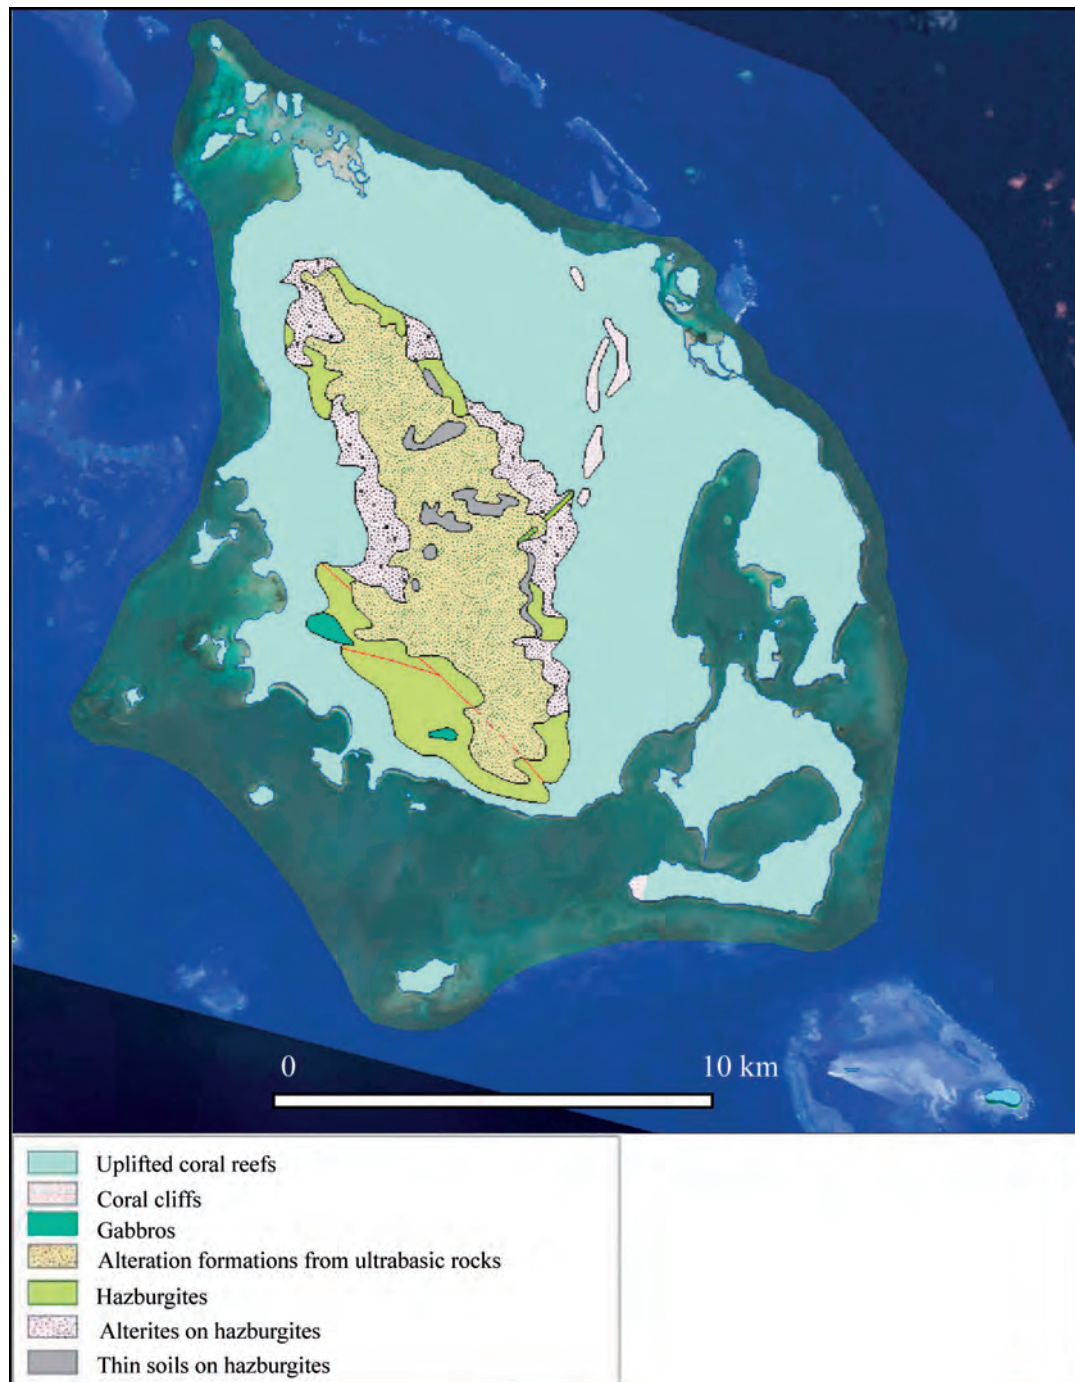 0
10 km
Uplifted coral reefs
Coral cliffs
Gabbros
Alteration formations from ultrabasic rocks
Hazburgites
Alterites on hazburgites
Thin soils on hazburgites